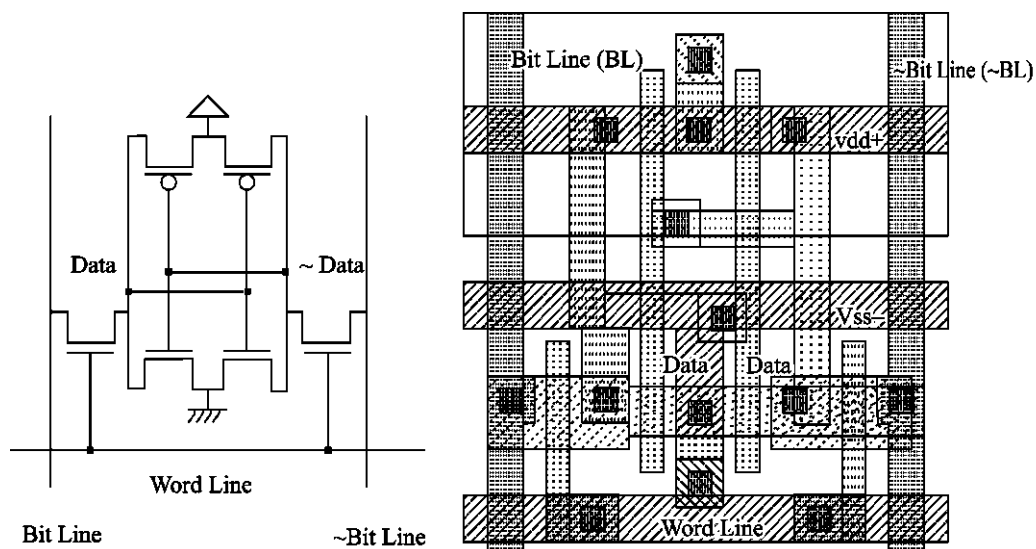 Data
~ Data
Word Line
Bit Line
~Bit Line
Bit Line (BL)
~Bit Line (~BL)
vdd+
Vss–
Data
Data
Word Line